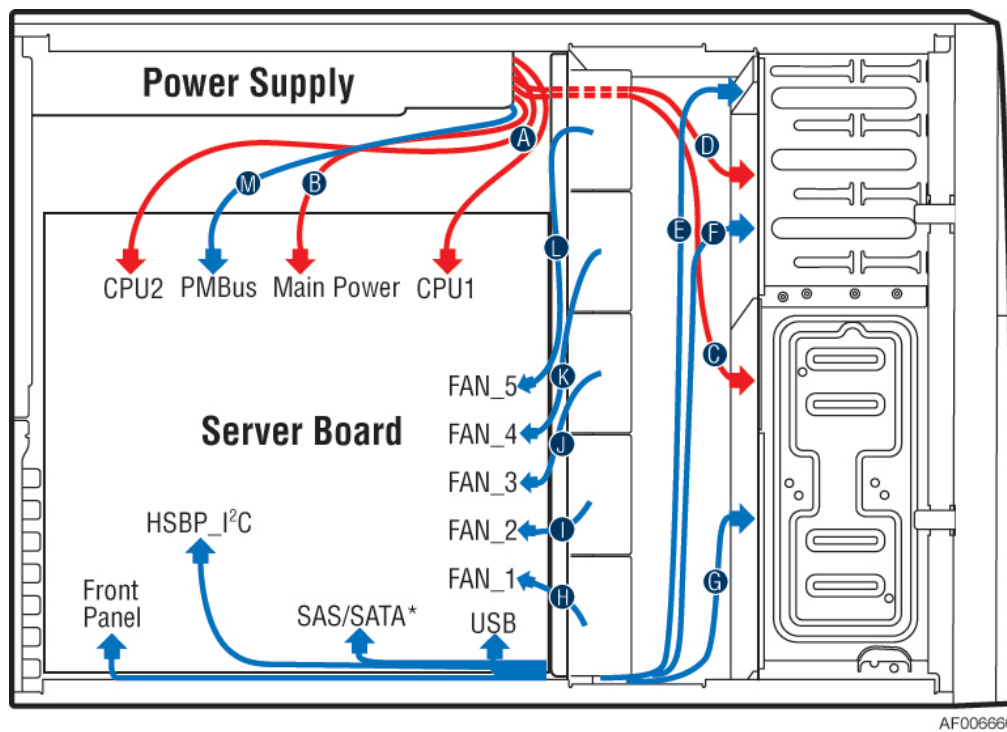 Power Supply
A
D
M
B
E
F
L
CPU2 PMBus Main Power CPU1
C
K
FAN_5
Server Board
FAN_4
J
FAN_3
HSBP_I²C
FAN_2
I
FAN_1
G
H
Front
Panel
SAS/SATA*
USB